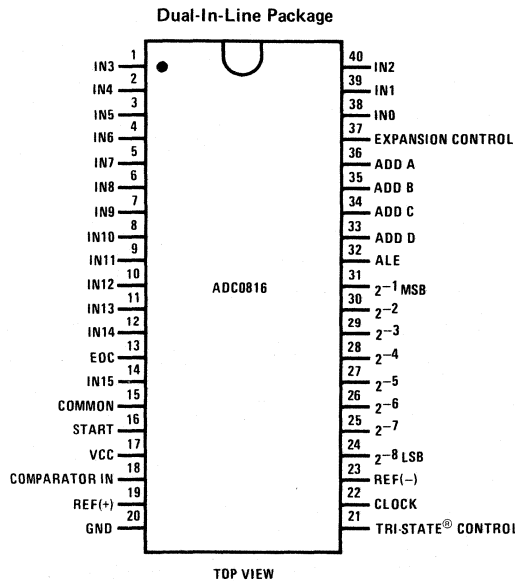 Dual-In-Line Package
IN3 1
IN4 2
IN5 3
IN6 4
IN7 5
IN8 6
IN9 7
IN10 8
IN11 9
IN12 10
IN13 11
IN14 12
EOC 13
IN15 14
COMMON 15
START 16
VCC 17
COMPARATOR IN 18
REF(+) 19
GND 20
ADC0816
40 IN2
39 IN1
38 IN0
37 EXPANSION CONTROL
36 ADD A
35 ADD B
34 ADD C
33 ADD D
32 ALE
31 2⁻¹ MSB
30 2⁻²
29 2⁻³
28 2⁻⁴
27 2⁻⁵
26 2⁻⁶
25 2⁻⁷
24 2⁻⁸ LSB
23 REF(−)
22 CLOCK
21 TRI-STATE® CONTROL
TOP VIEW